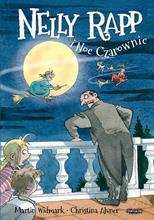 NELLY RAPP
i Noc Czarownic
Martin Widmark • Christina Alvner